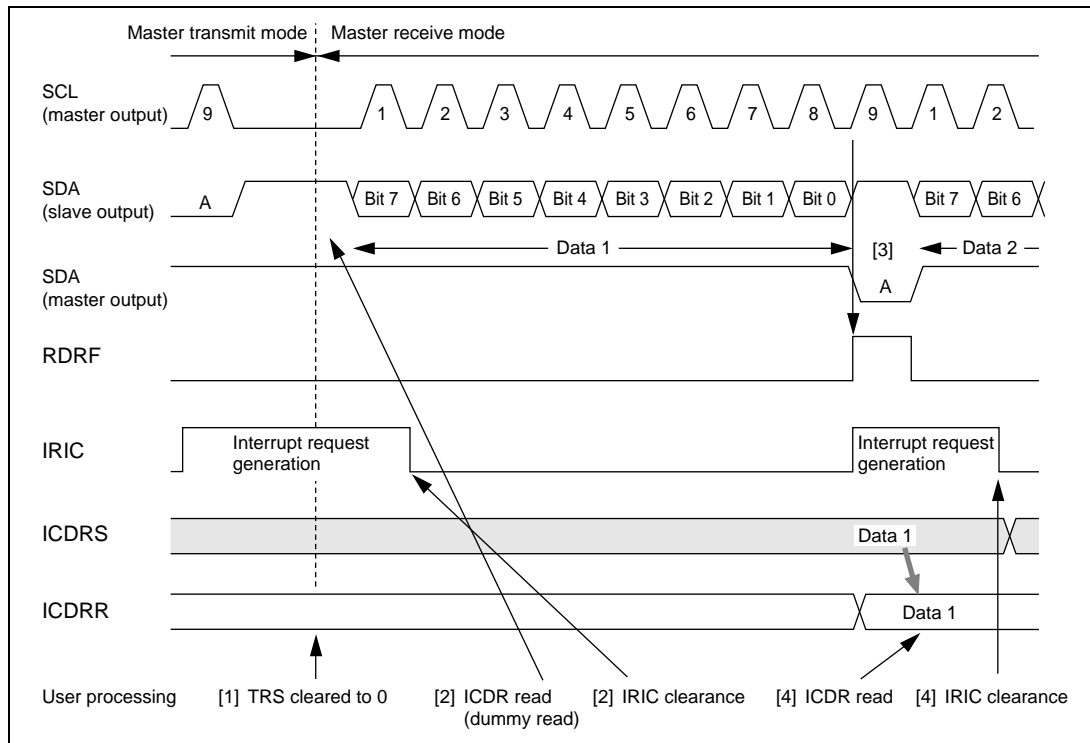 Master transmit mode Master receive mode
SCL
(master output)
9 1 2 3 4 5 6 7 8 9 1 2
SDA
(slave output)
A Bit 7 Bit 6 Bit 5 Bit 4 Bit 3 Bit 2 Bit 1 Bit 0 Bit 7 Bit 6
Data 1 [3] Data 2
SDA
(master output)
A
RDRF
IRIC
Interrupt request
generation
Interrupt request
generation
ICDRS
Data 1
ICDRR
Data 1
User processing [1] TRS cleared to 0 [2] ICDR read
(dummy read)
[2] IRIC clearance [4] ICDR read [4] IRIC clearance